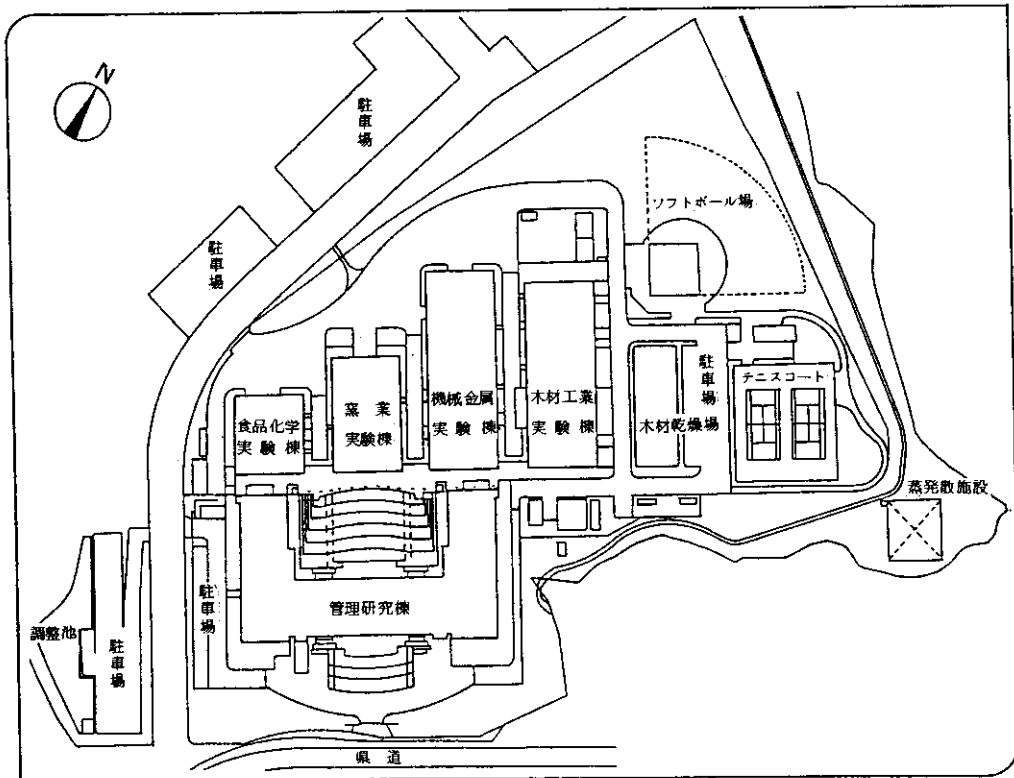 N
駐車場
駐車場
ソフトボール場
駐車場
テニスコート
食品化学
実験棟
窯業
実験棟
機械金属
実験棟
木材工業
実験棟
木材乾燥場
蒸発散施設
管理研究棟
駐車場
調整池
駐車場
県道